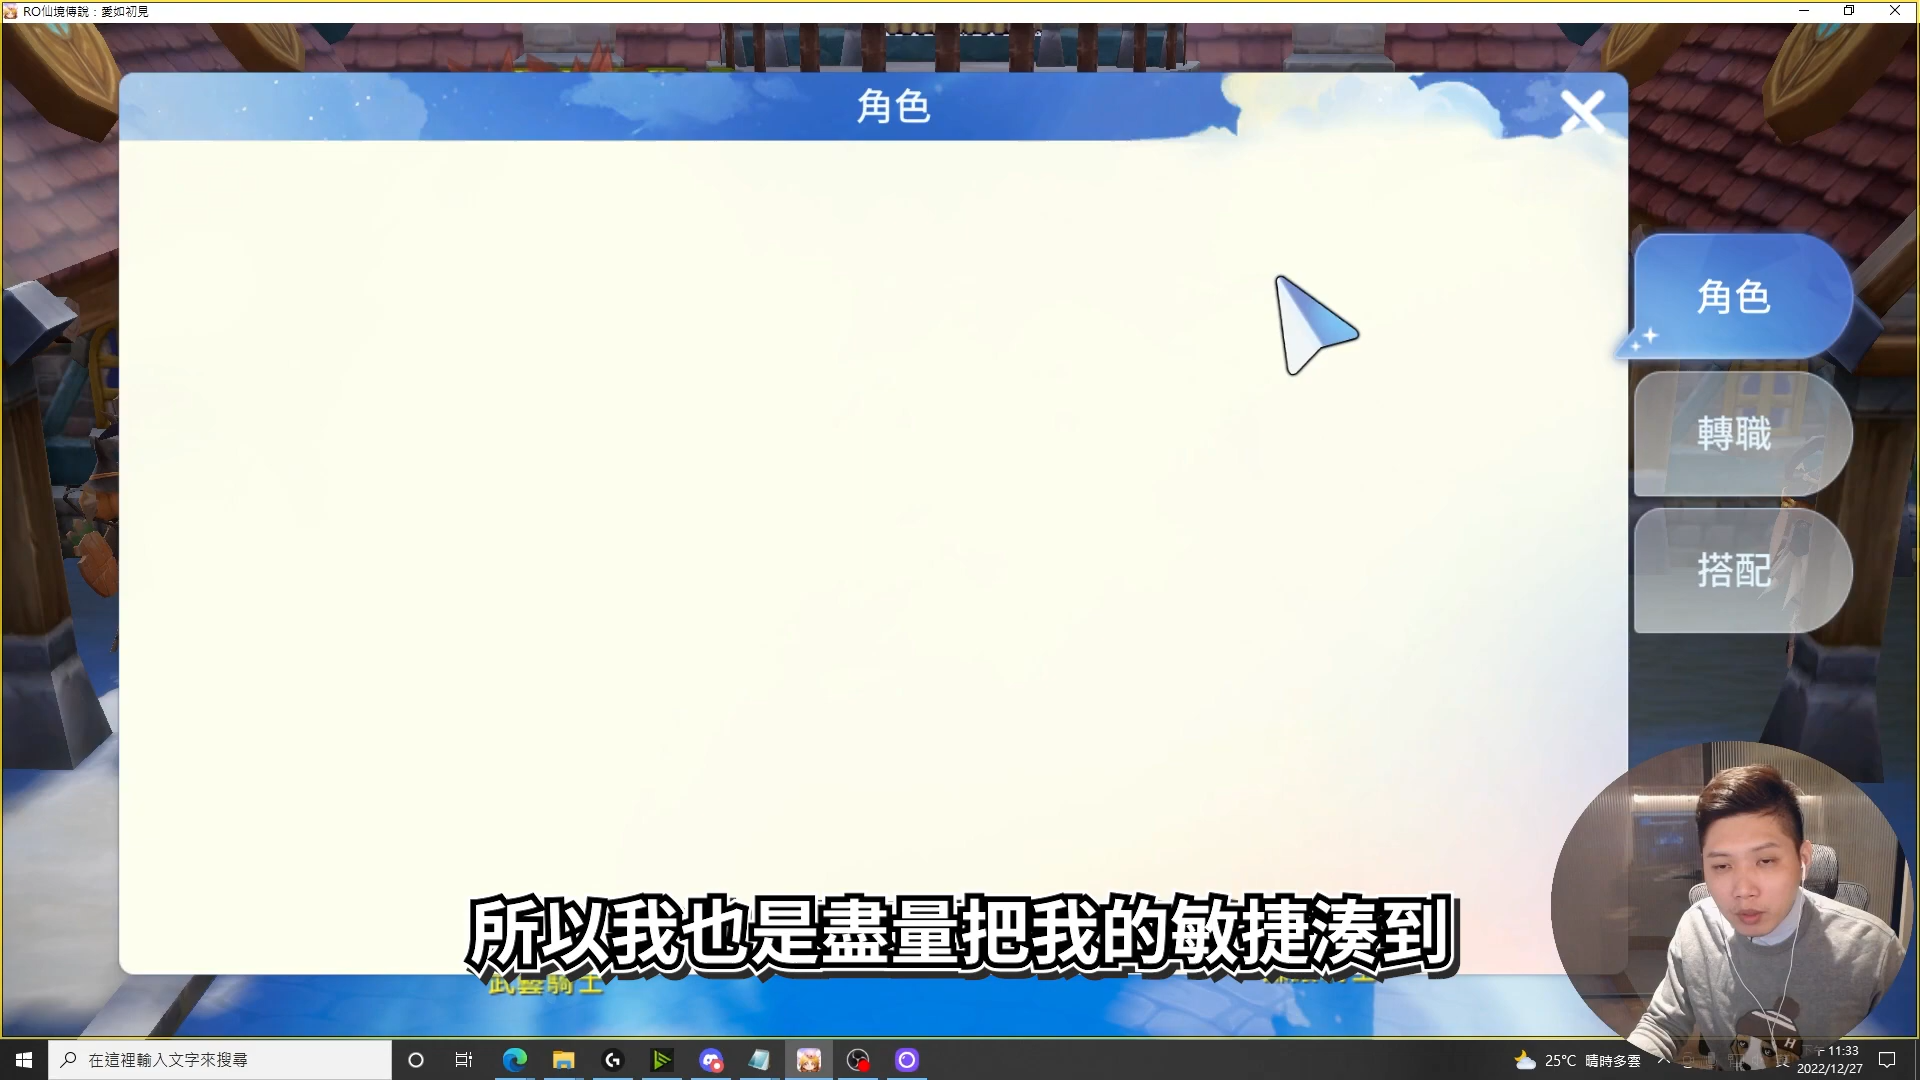 RO仙境傳說：愛如初見
角色
角色
轉職
搭配
所以我也是盡量把我的敏捷湊到
在這裡輸入文字來搜尋
25°C 晴時多雲
下午 11:33
2022/12/27